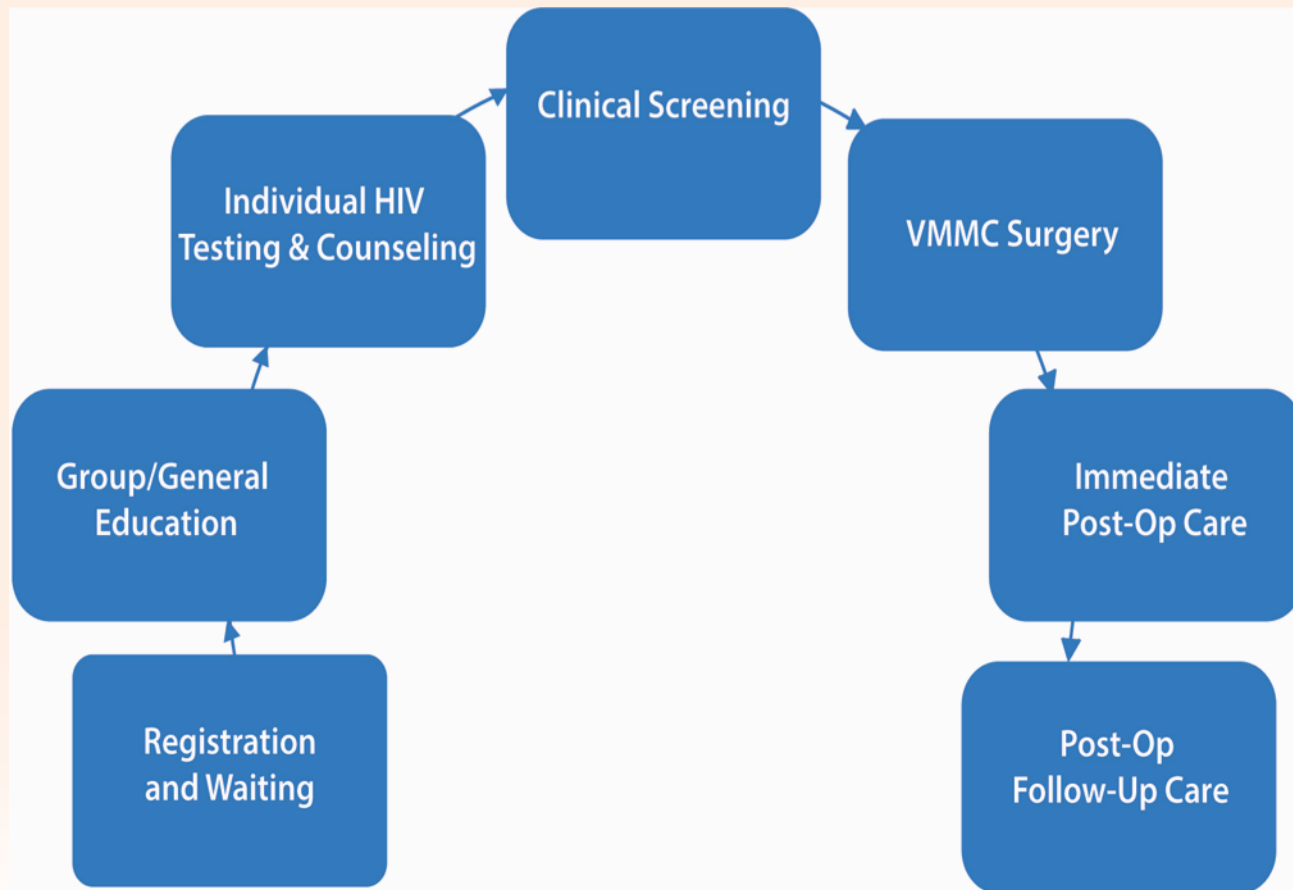 Registration
and Waiting
Group/General
Education
Individual HIV
Testing & Counseling
Clinical Screening
VMMC Surgery
Immediate
Post-Op Care
Post-Op
Follow-Up Care